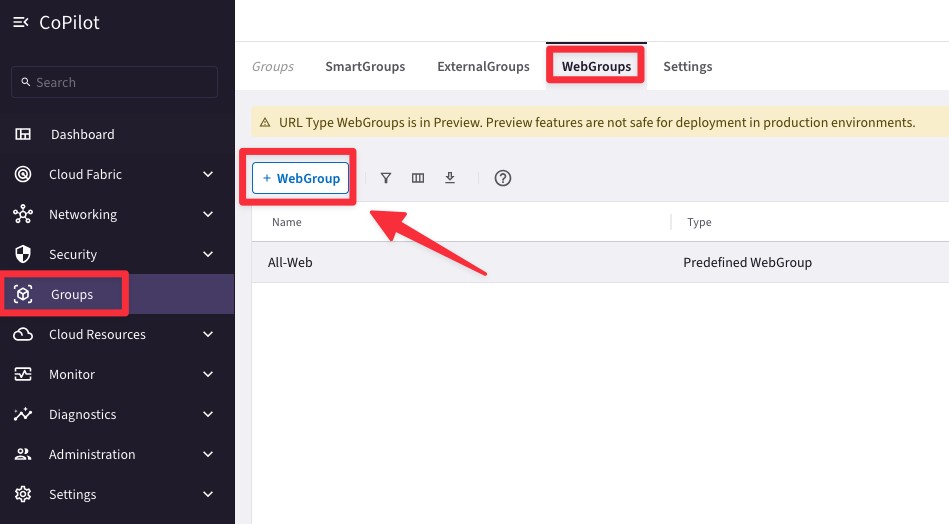 CoPilot
Search
Dashboard
Cloud Fabric
Networking
Security
Groups
Cloud Resources
Monitor
Diagnostics
Administration
Settings
Groups SmartGroups ExternalGroups WebGroups Settings
URL Type WebGroups is in Preview. Preview features are not safe for deployment in production environments.
+ WebGroup
Name Type
All-Web Predefined WebGroup